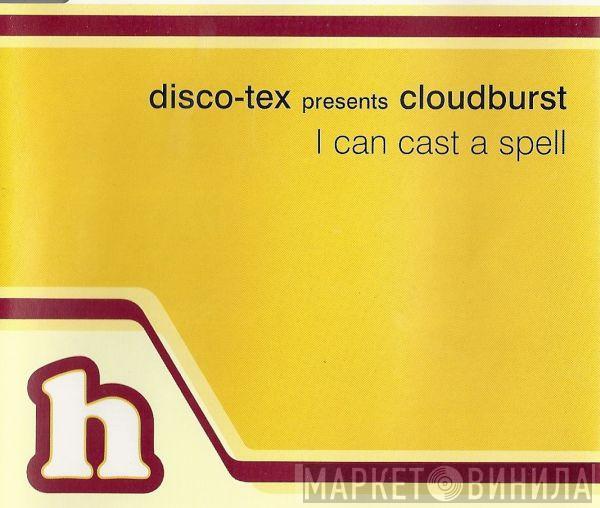 disco-tex presents cloudburst
I can cast a spell
h
МАРКЕТ ВИНИЛА